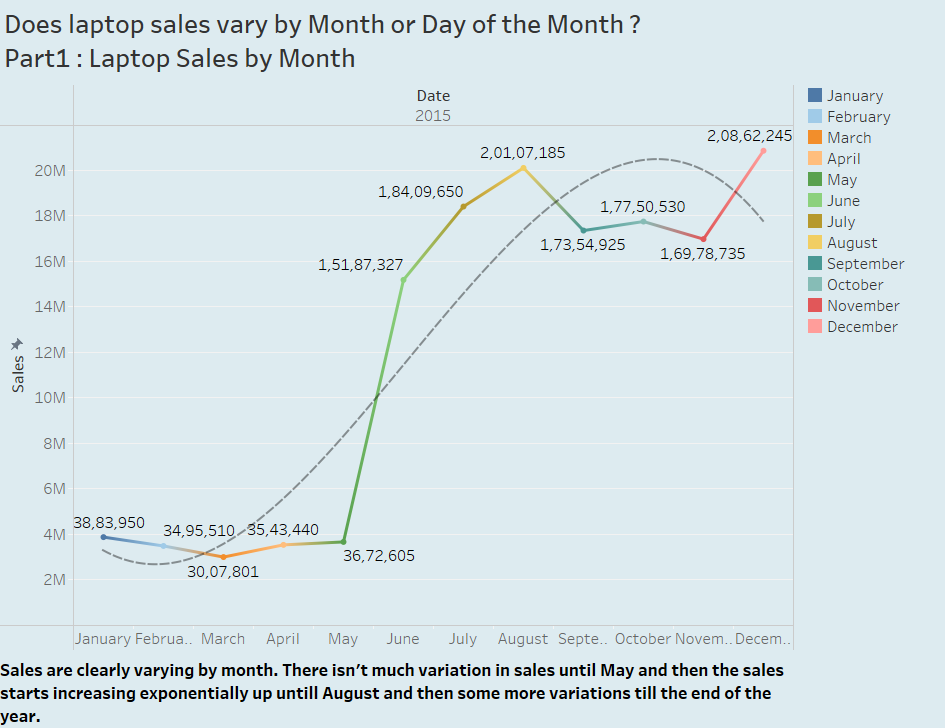 Does laptop sales vary by Month or Day of the Month ?
Part1 : Laptop Sales by Month
Date
2015
January
February
March
April
May
June
July
August
September
October
November
December
Sales
20M
18M
16M
14M
12M
10M
8M
6M
4M
2M
38,83,950
34,95,510
30,07,801
35,43,440
36,72,605
1,51,87,327
1,84,09,650
2,01,07,185
1,73,54,925
1,77,50,530
1,69,78,735
2,08,62,245
January Februa.. March April May June July August Septe.. October Novem.. Decem..
Sales are clearly varying by month. There isn't much variation in sales until May and then the sales
starts increasing exponentially up untill August and then some more variations till the end of the
year.